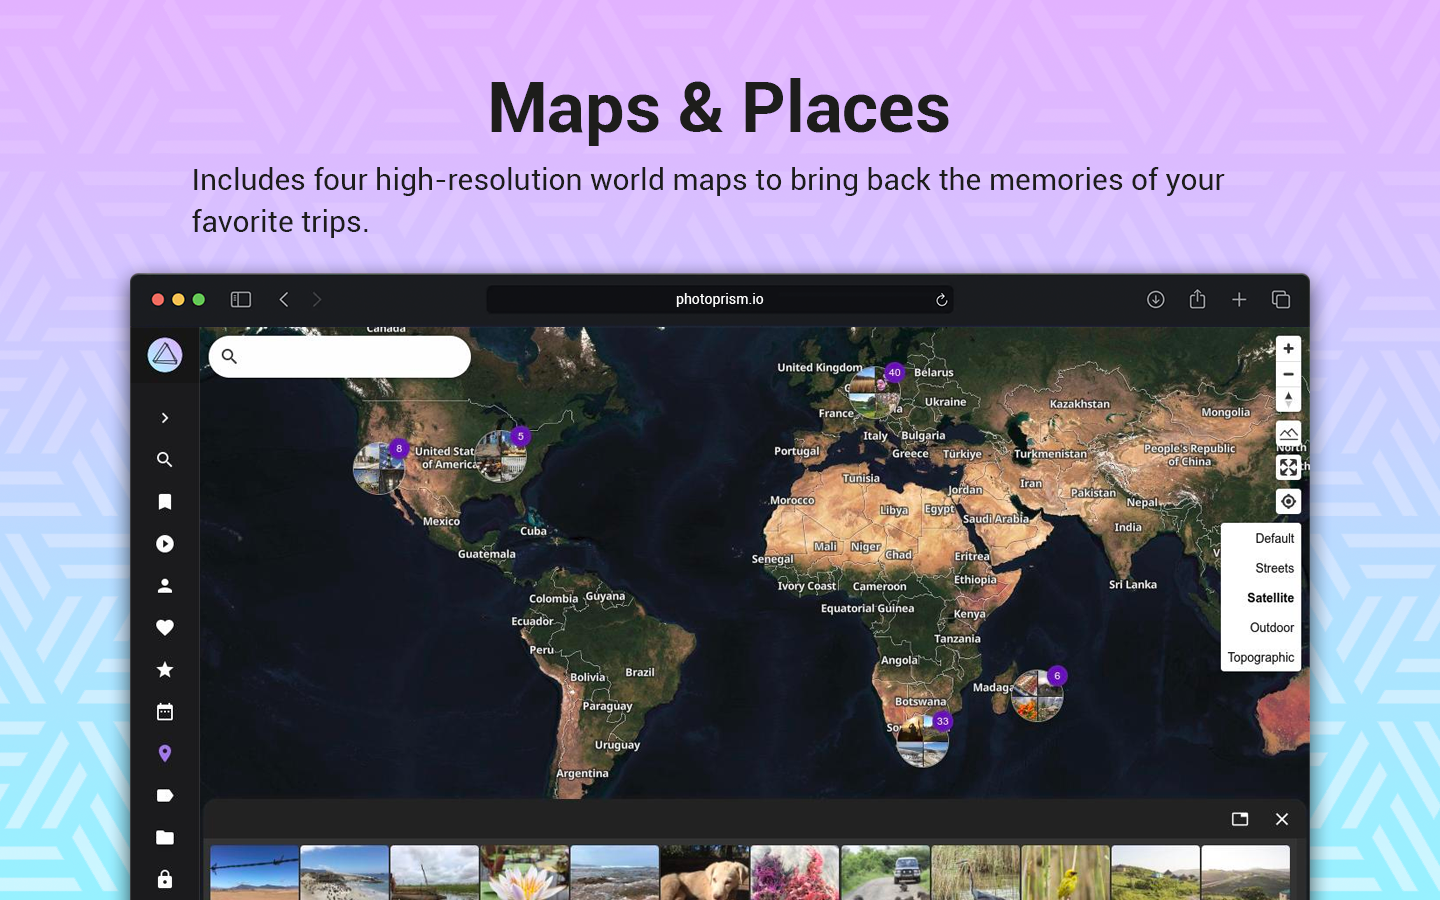 Maps & Places
Includes four high-resolution world maps to bring back the memories of your
favorite trips.
photoprism.io
Canada
United Kingdom
40
Belarus
Ukraine
France
Kazakhstan
Mongolia
8
5
United Stat
of America
Italy
Bulgaria
Portugal
Greece
Türkiye
Turkmenistan
People's Republic
of China
North
Tunisia
Morocco
Jordan
Iran
Pakistan
Nepal
Libya
Egypt
Saudi Arabia
India
Mexico
Cuba
Guatemala
Mali
Niger
Chad
Senegal
Eritrea
Ethiopia
Ivory Coast
Cameroon
Sri Lanka
Colombia
Guyana
Equatorial Guinea
Kenya
Ecuador
Tanzania
Peru
Angola
Bolivia
Brazil
Madaga
6
Botswana
Paraguay
So
33
Uruguay
Argentina
Default
Streets
Satellite
Outdoor
Topographic